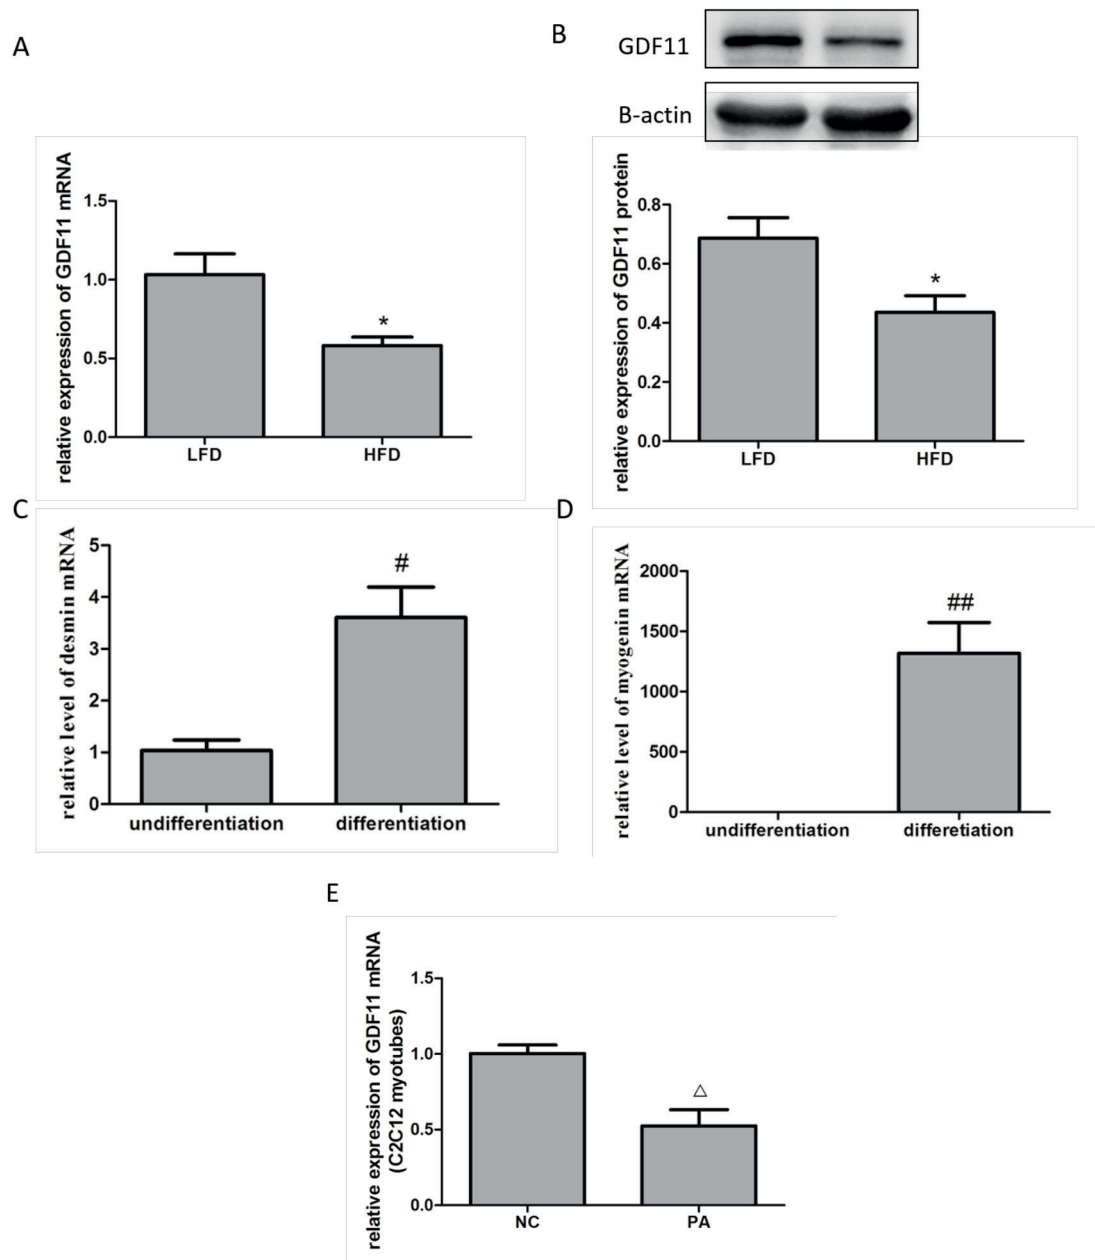 A
B
GDF11
B-actin
relative expression of GDF11 mRNA
1.5
1.0
0.5
0.0
*
LFD
HFD
relative expression of GDF11 protein
0.8
0.6
0.4
0.2
0.0
*
LFD
HFD
C
relative level of desmin mRNA
5
4
3
2
1
0
#
undifferentiation
differentiation
D
relative level of myogenin mRNA
2000
1500
1000
500
0
##
undifferentiation
differetiation
E
relative expression of GDF11 mRNA
(C2C12 myotubes)
1.5
1.0
0.5
0.0
△
NC
PA